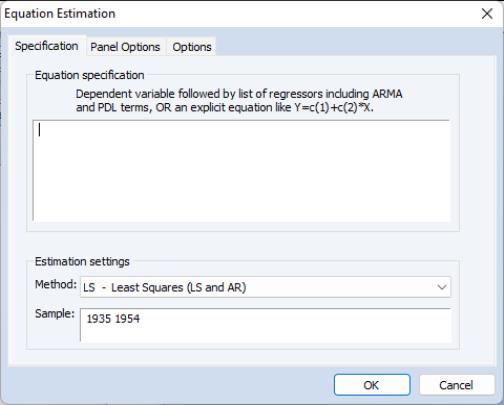 Equation Estimation
Specification Panel Options Options
Equation specification
Dependent variable followed by list of regressors including ARMA
and PDL terms, OR an explicit equation like Y=c(1)+c(2)*X.
Estimation settings
Method: LS - Least Squares (LS and AR)
Sample: 1935 1954
OK Cancel